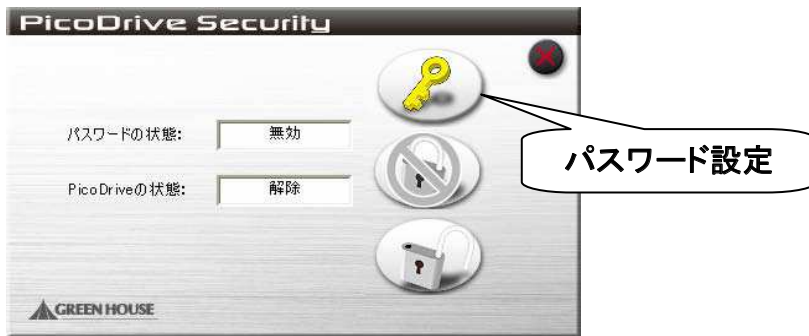 PicoDrive Security
パスワードの状態: 無効
パスワード設定
PicoDriveの状態: 解除
GREEN HOUSE